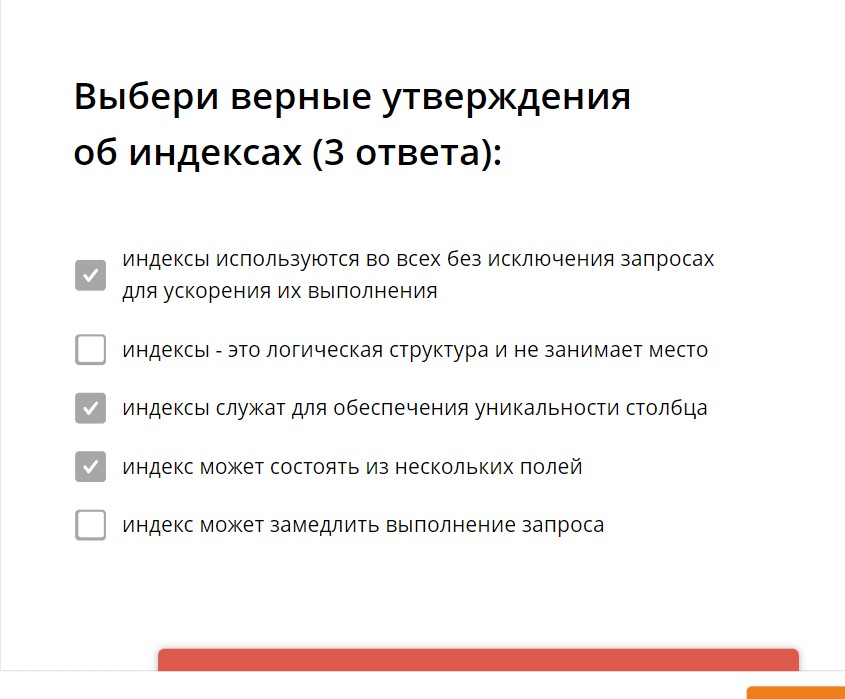 Выбери верные утверждения
об индексах (3 ответа):
индексы используются во всех без исключения запросах
для ускорения их выполнения
индексы - это логическая структура и не занимает место
индексы служат для обеспечения уникальности столбца
индекс может состоять из нескольких полей
индекс может замедлить выполнение запроса